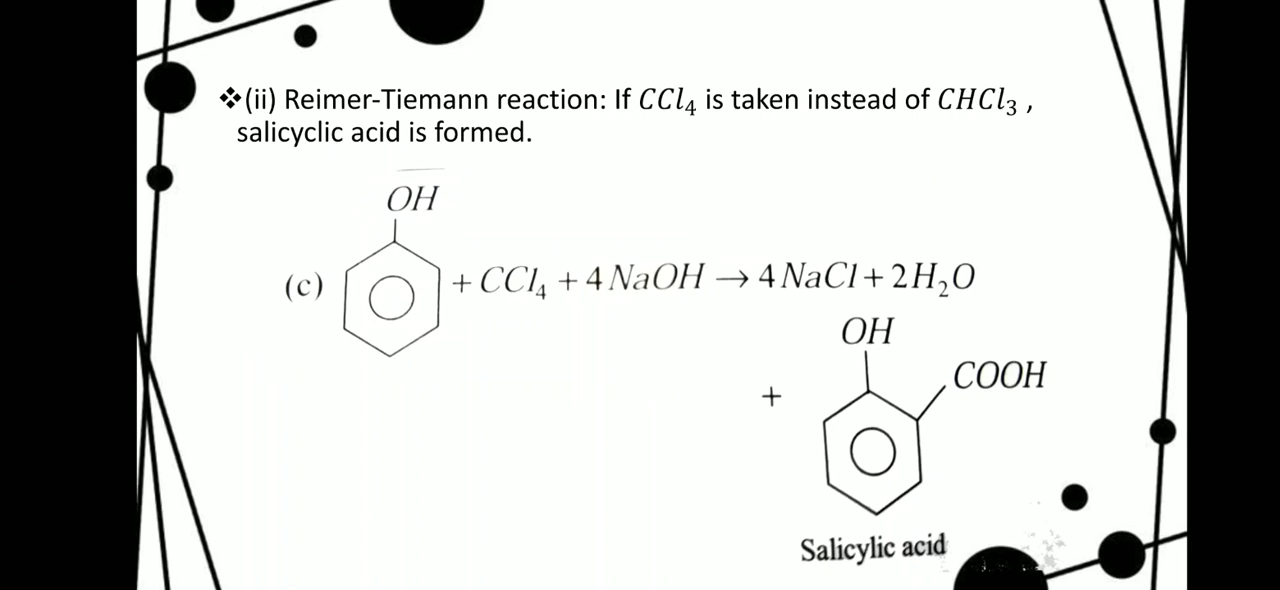 ❖(ii) Reimer-Tiemann reaction: If CCl₄ is taken instead of CHCl₃ ,
salicyclic acid is formed.
OH
(c) + CCl₄ + 4 NaOH → 4 NaCl + 2H₂O
OH
+ COOH
Salicylic acid